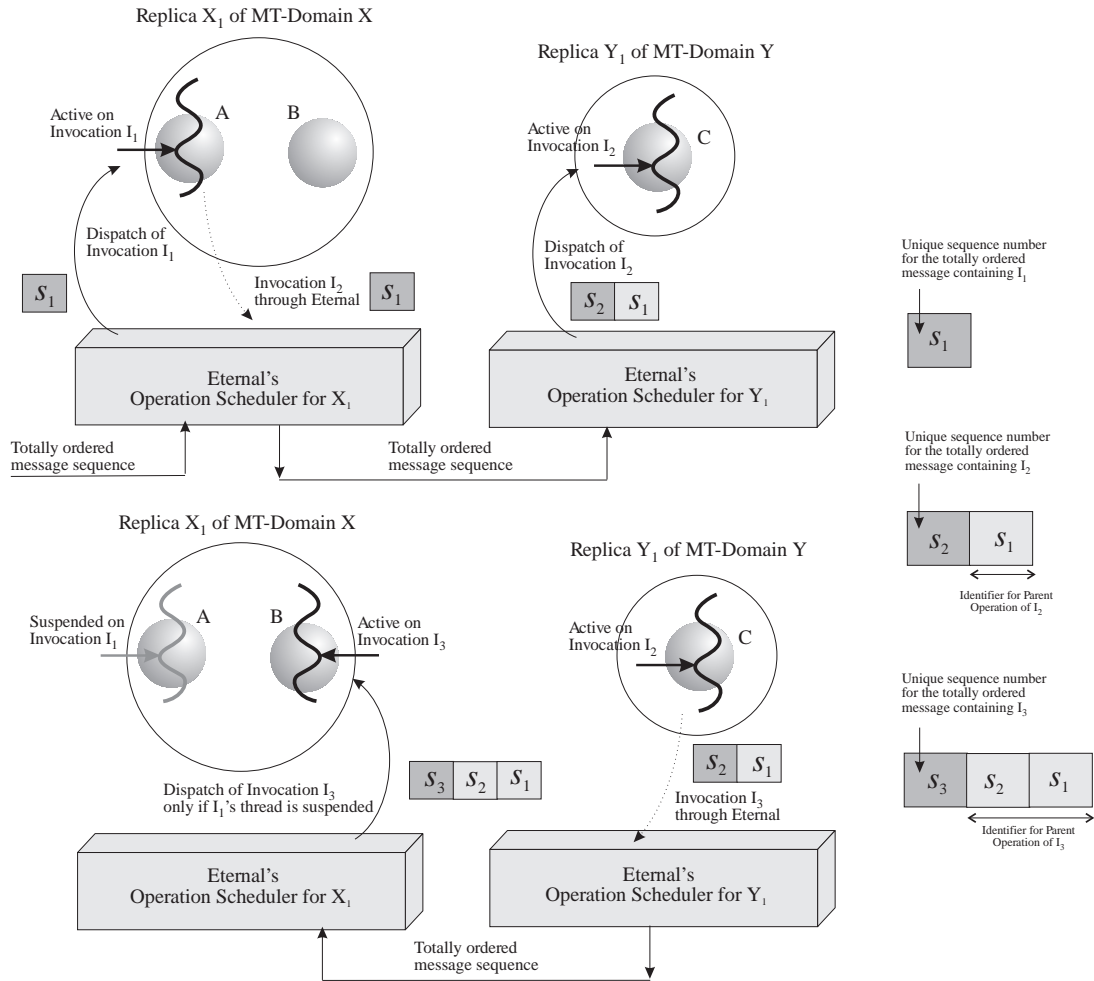 Replica X₁ of MT-Domain X
Active on
Invocation I₁
A
B
Dispatch of
Invocation I₁
s₁
Invocation I₂
through Eternal
s₁
Eternal's
Operation Scheduler for X₁
Totally ordered
message sequence
Replica Y₁ of MT-Domain Y
Active on
Invocation I₂
C
Dispatch of
Invocation I₂
s₂ s₁
Eternal's
Operation Scheduler for Y₁
Totally ordered
message sequence
Unique sequence number
for the totally ordered
message containing I₁
s₁
Unique sequence number
for the totally ordered
message containing I₂
s₂ s₁
Identifier for Parent
Operation of I₂
Replica X₁ of MT-Domain X
Suspended on
Invocation I₁
A
B
Active on
Invocation I₃
Dispatch of Invocation I₃
only if I₁'s thread is suspended
s₃ s₂ s₁
Eternal's
Operation Scheduler for X₁
Replica Y₁ of MT-Domain Y
Active on
Invocation I₂
C
s₂ s₁
Invocation I₃
through Eternal
Eternal's
Operation Scheduler for Y₁
Totally ordered
message sequence
Unique sequence number
for the totally ordered
message containing I₃
s₃ s₂ s₁
Identifier for Parent
Operation of I₃